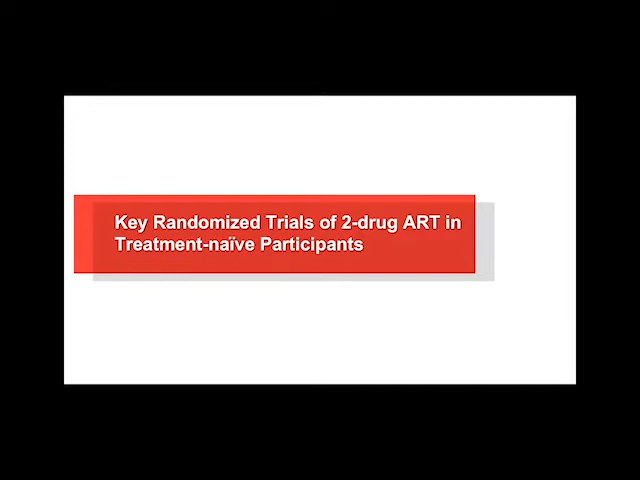 Key Randomized Trials of 2-drug ART in
Treatment-naïve Participants